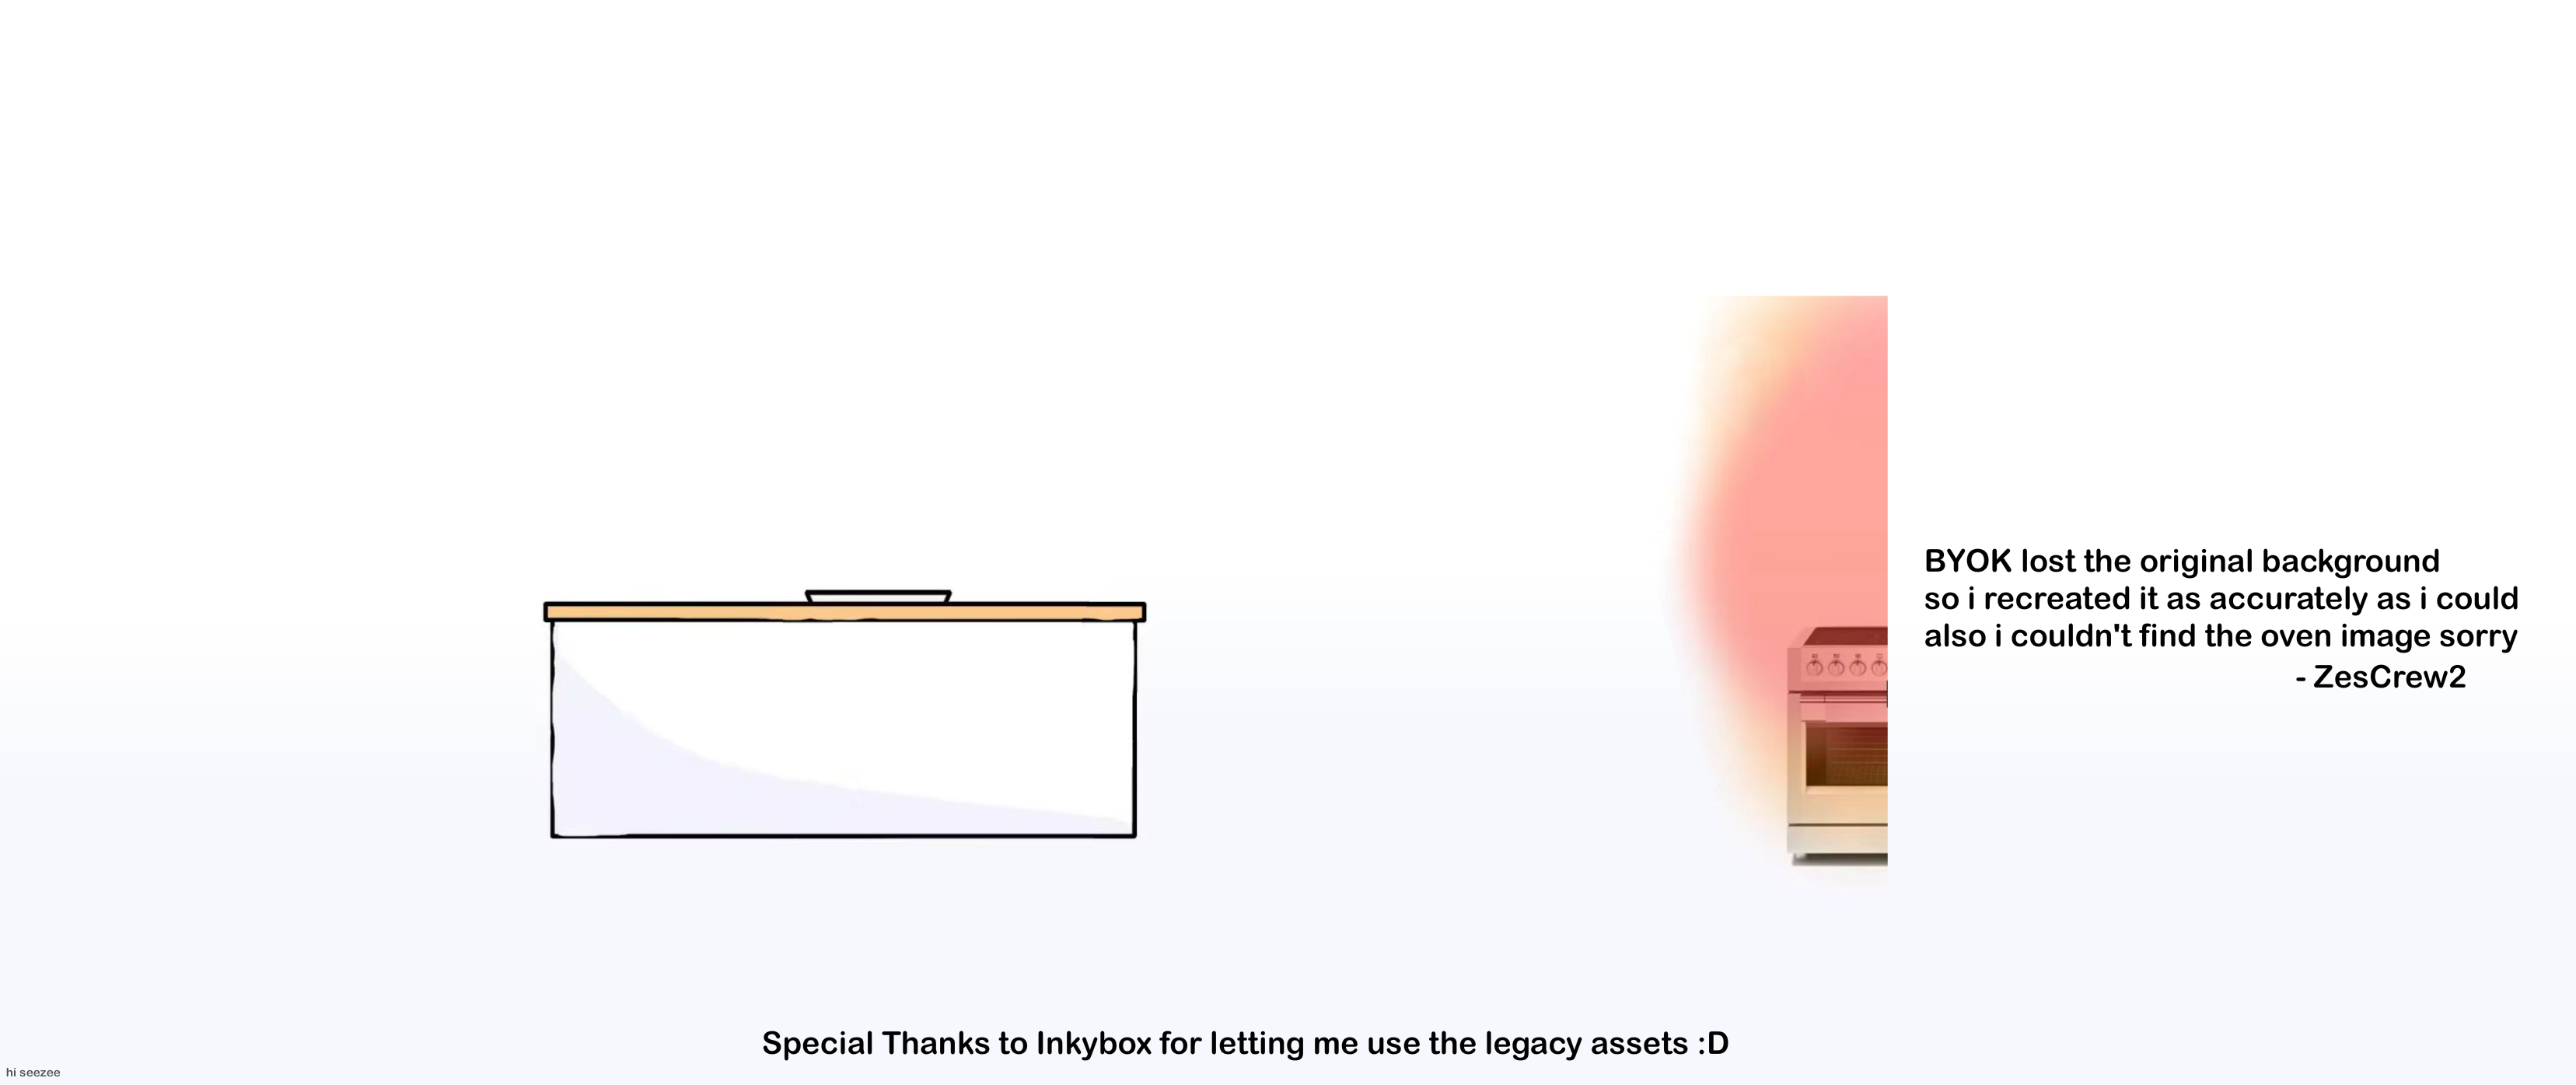 BYOK lost the original background
so i recreated it as accurately as i could
also i couldn't find the oven image sorry
- ZesCrew2
Special Thanks to Inkybox for letting me use the legacy assets :D
hi seezee